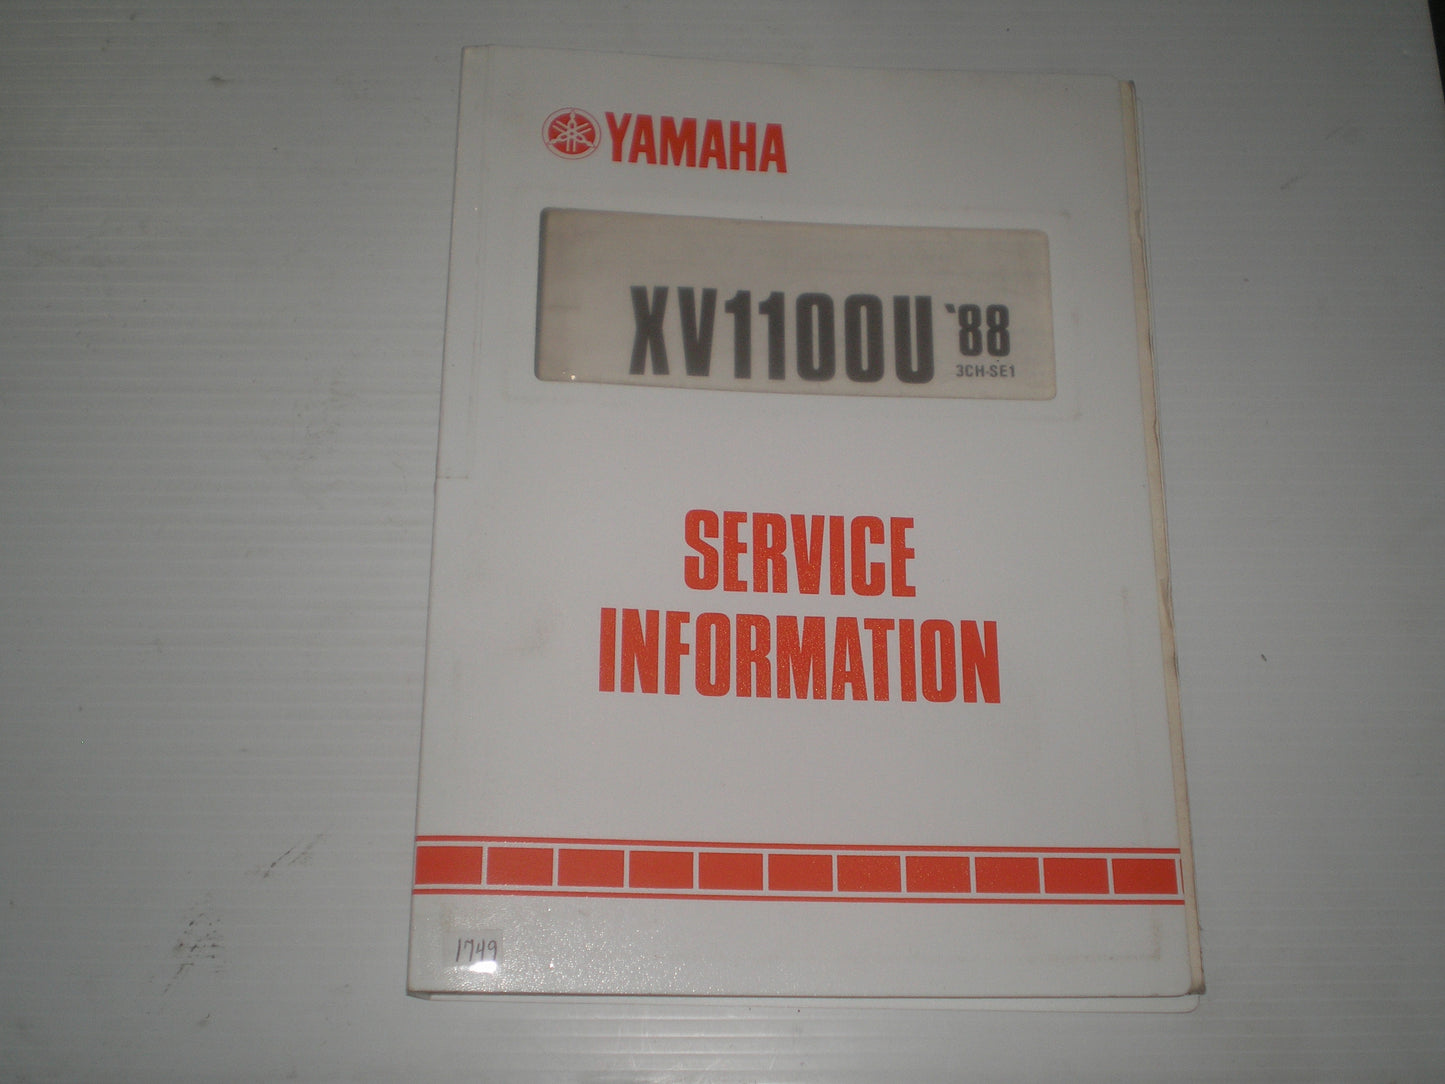 YAMAHA
XV1100U '88
3CH-SE1
SERVICE
INFORMATION
1749